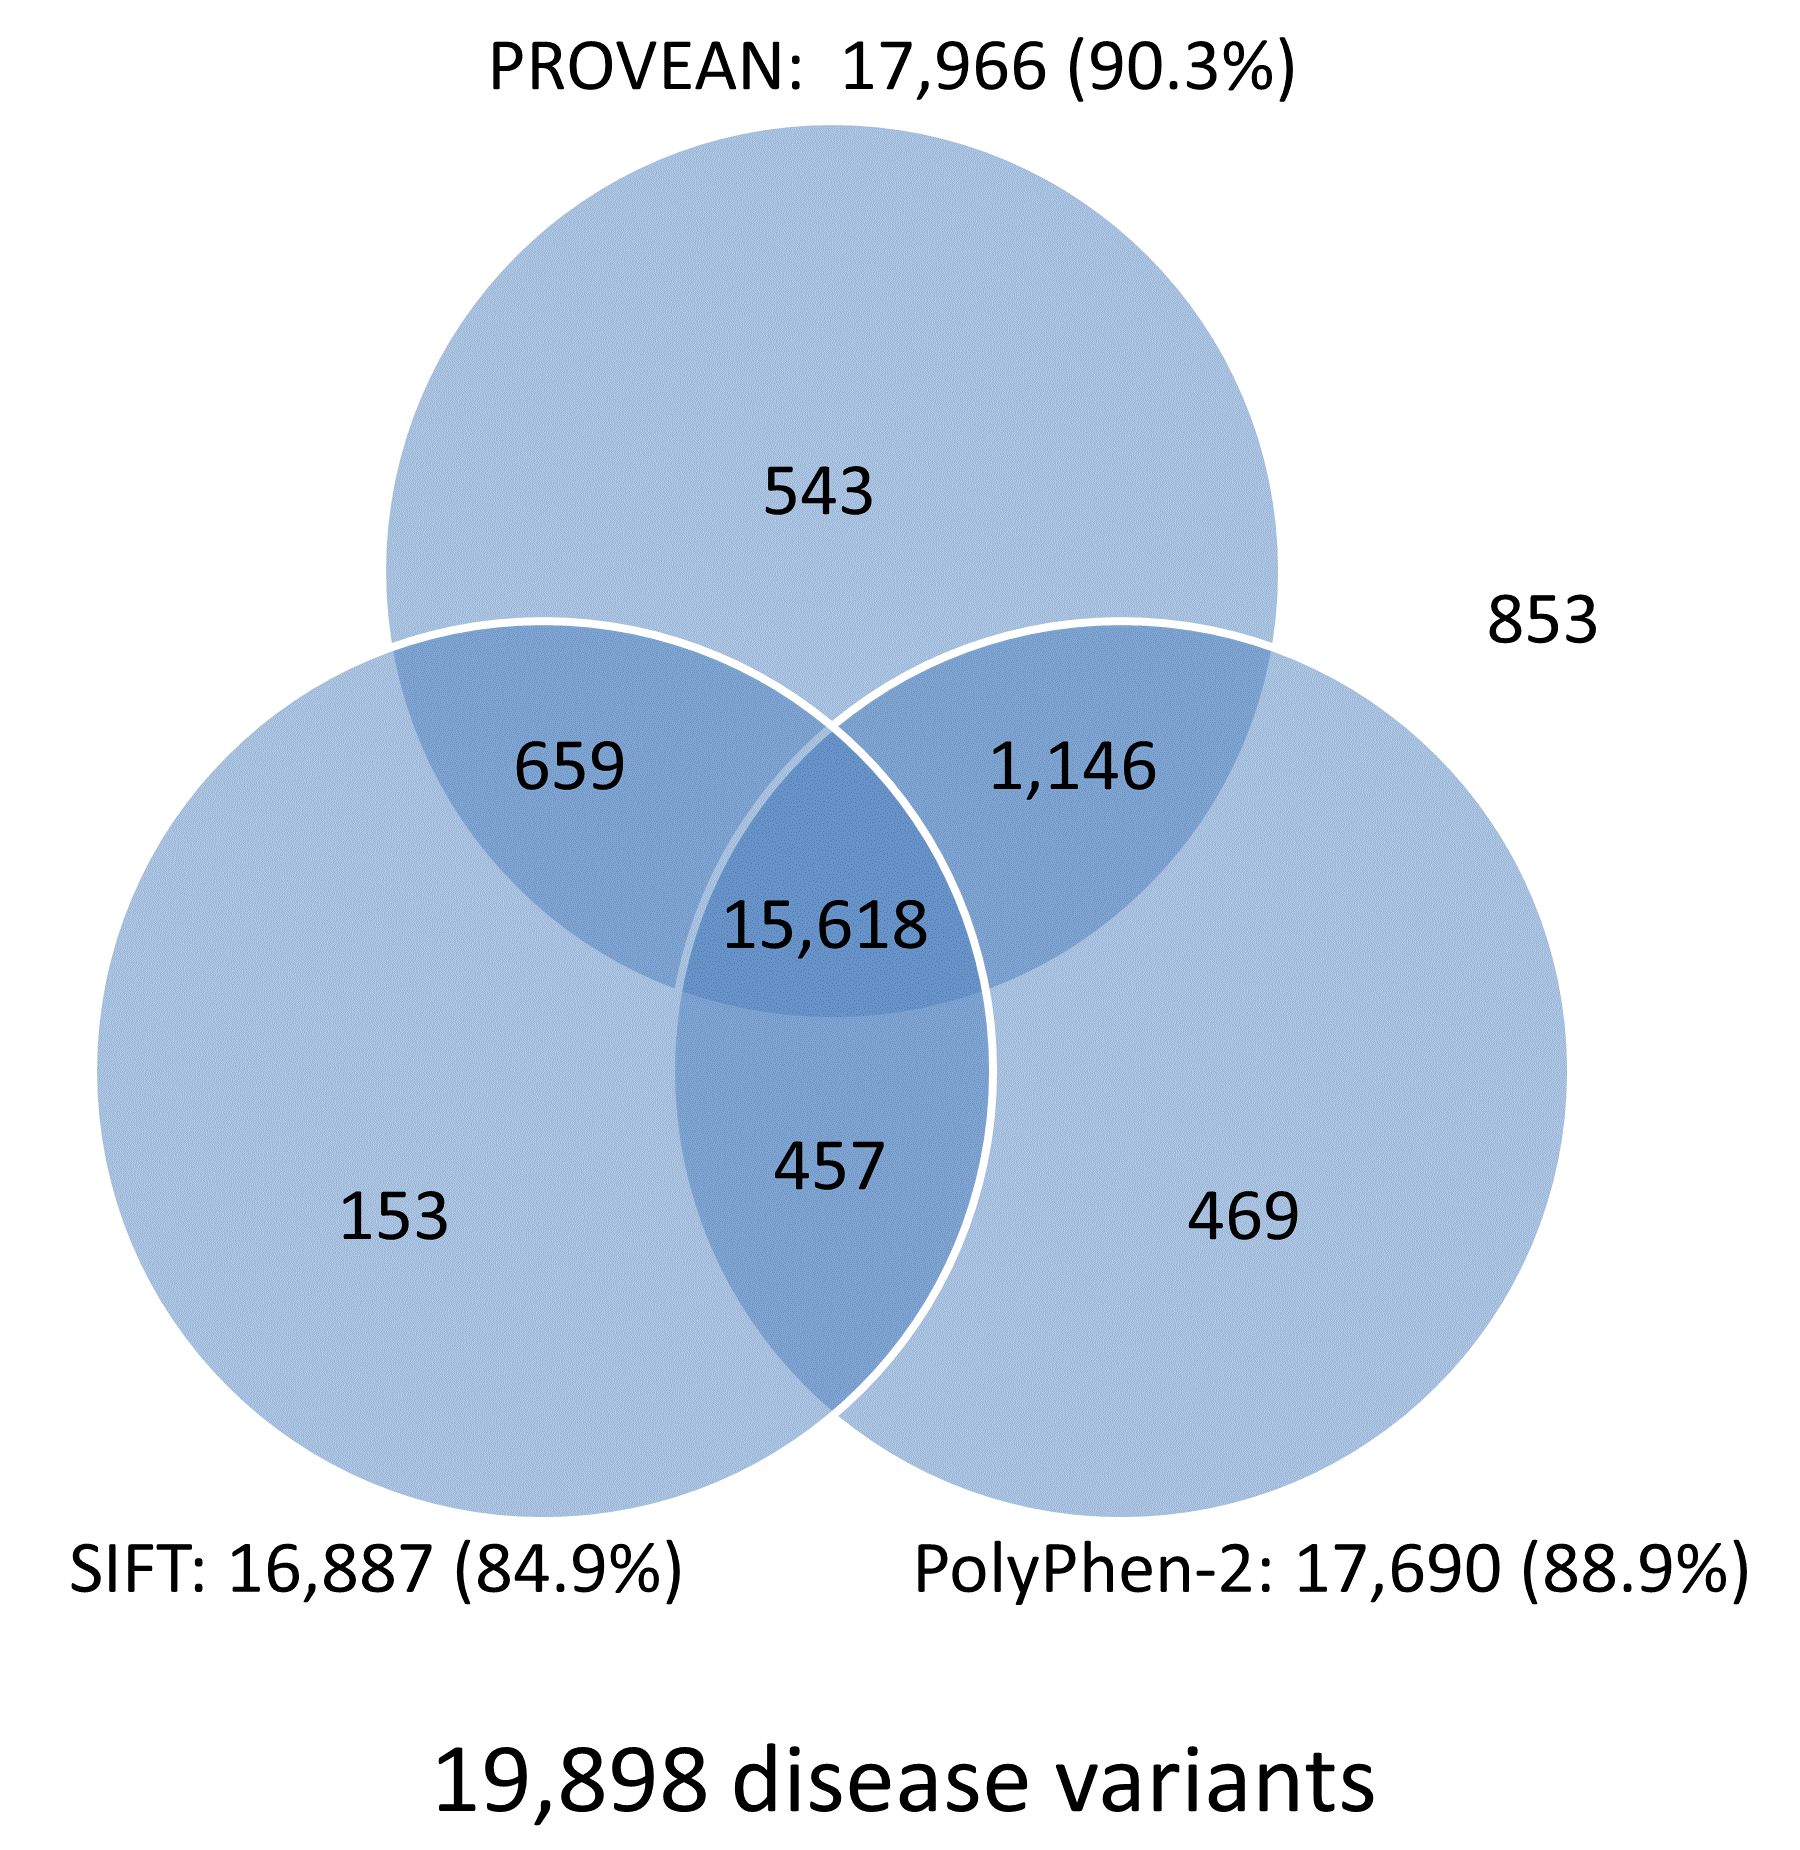 PROVEAN: 17,966 (90.3%)
543
853
659
1,146
15,618
457
153
469
SIFT: 16,887 (84.9%)
PolyPhen-2: 17,690 (88.9%)
19,898 disease variants